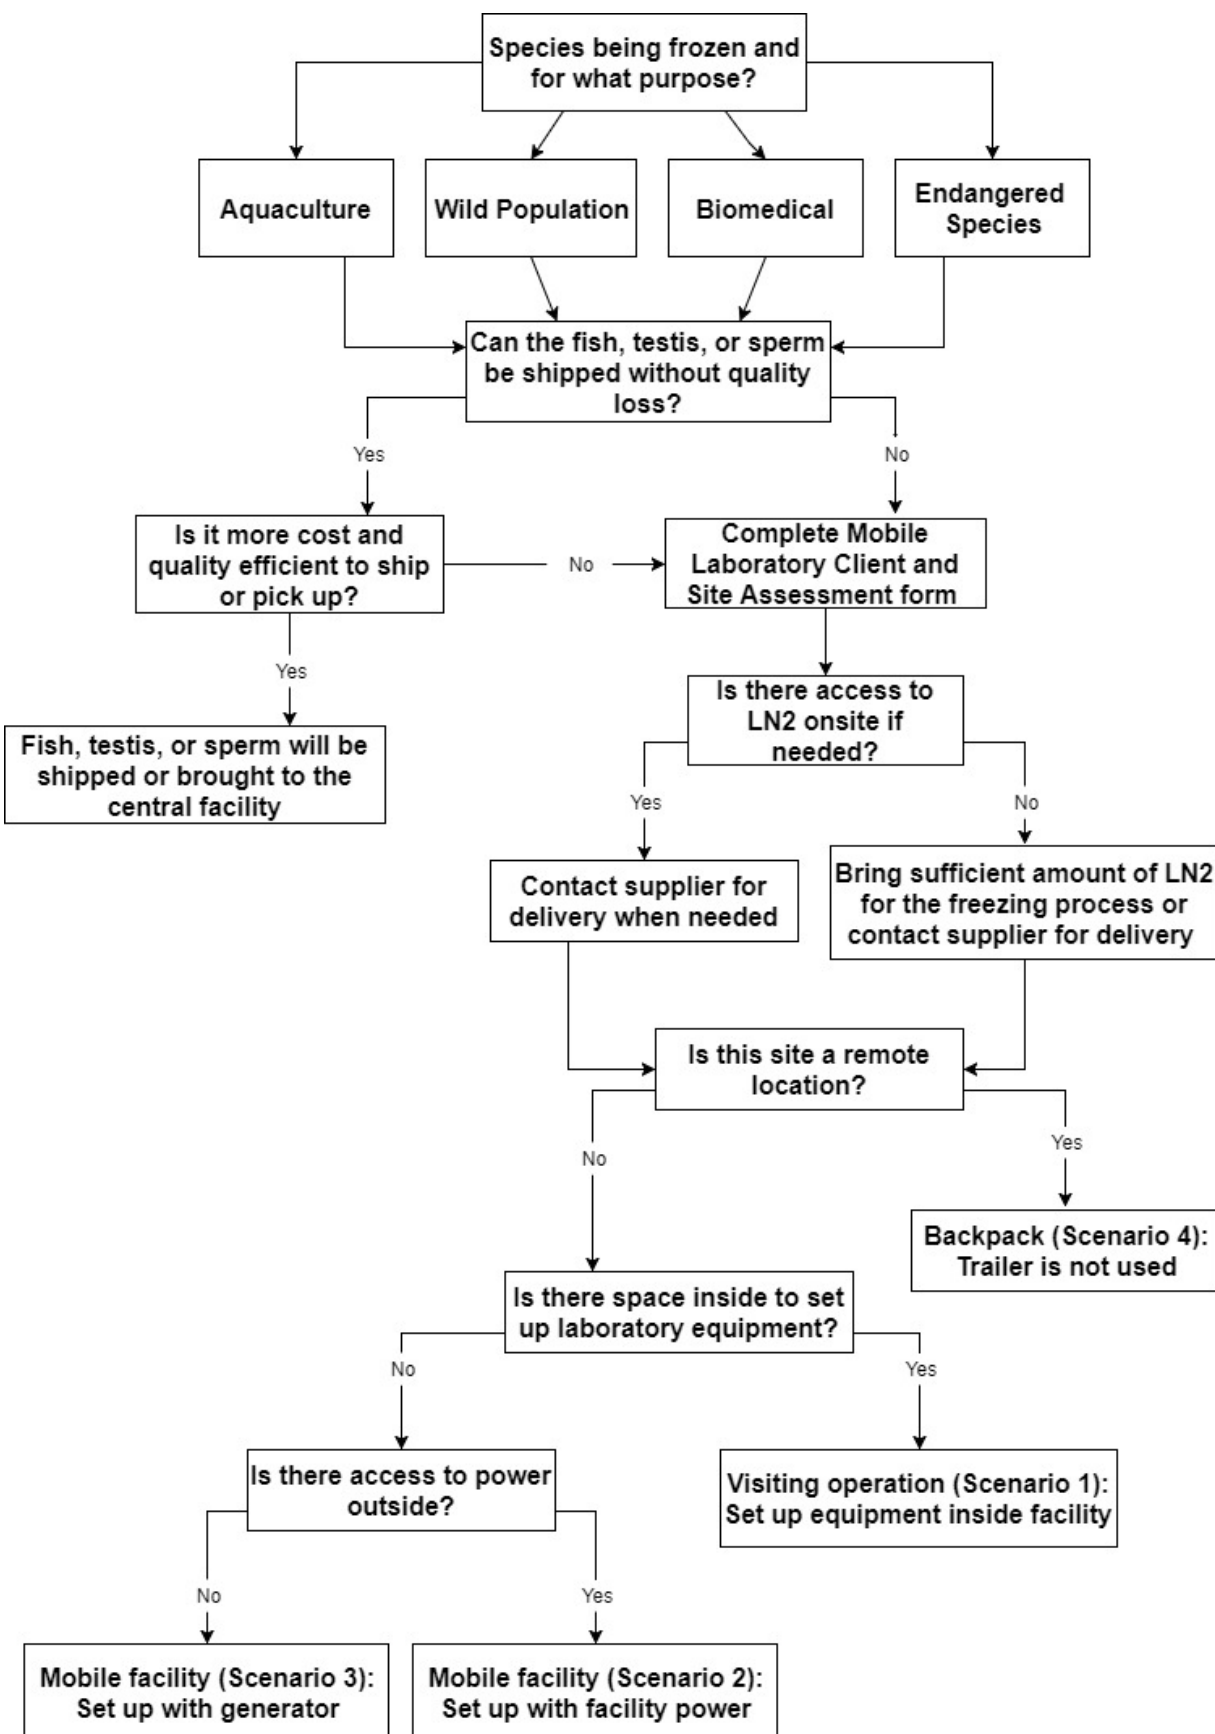 Species being frozen and
for what purpose?
Aquaculture
Wild Population
Biomedical
Endangered
Species
Can the fish, testis, or sperm
be shipped without quality
loss?
Yes
No
Is it more cost and
quality efficient to ship
or pick up?
No
Complete Mobile
Laboratory Client and
Site Assessment form
Yes
Fish, testis, or sperm will be
shipped or brought to the
central facility
Is there access to
LN2 onsite if
needed?
Yes
No
Contact supplier for
delivery when needed
Bring sufficient amount of LN2
for the freezing process or
contact supplier for delivery
Is this site a remote
location?
No
Yes
Backpack (Scenario 4):
Trailer is not used
Is there space inside to set
up laboratory equipment?
No
Yes
Is there access to power
outside?
Visiting operation (Scenario 1):
Set up equipment inside facility
No
Yes
Mobile facility (Scenario 3):
Set up with generator
Mobile facility (Scenario 2):
Set up with facility power